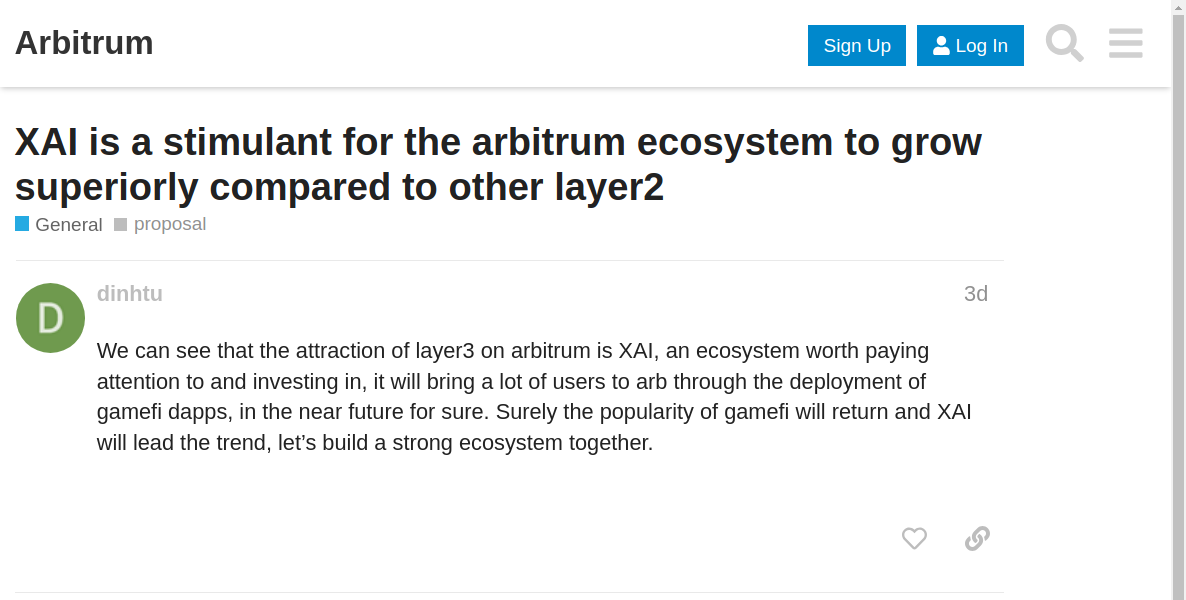 Arbitrum
Sign Up
Log In
XAI is a stimulant for the arbitrum ecosystem to grow
superiorly compared to other layer2
General
proposal
D
dinhtu
3d
We can see that the attraction of layer3 on arbitrum is XAI, an ecosystem worth paying
attention to and investing in, it will bring a lot of users to arb through the deployment of
gamefi dapps, in the near future for sure. Surely the popularity of gamefi will return and XAI
will lead the trend, let’s build a strong ecosystem together.